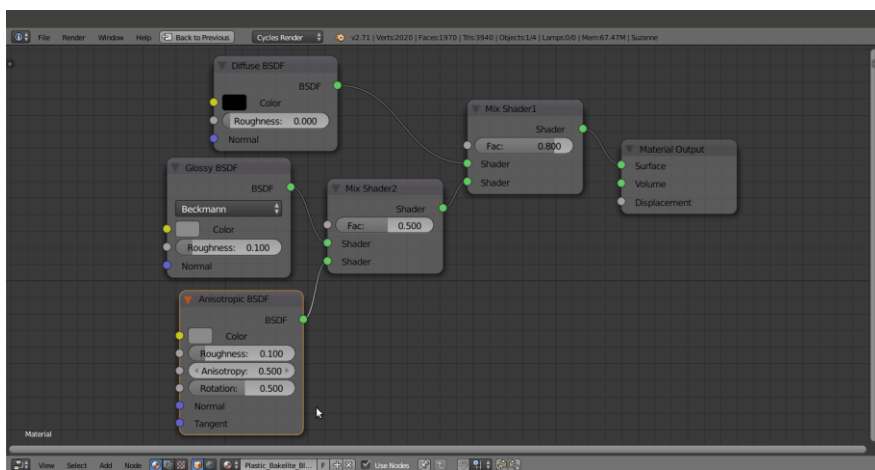 File Render Window Help Back to Previous Cycles Render v2.71 | Verts:2020 | Faces:1970 | Tris:3940 | Objects:1/4 | Lamps:0/0 | Mem:67.47M | Suzanne
Diffuse BSDF
BSDF
Color
Roughness: 0.000
Normal
Glossy BSDF
BSDF
Beckmann
Color
Roughness: 0.100
Normal
Anisotropic BSDF
BSDF
Color
Roughness: 0.100
Anisotropy: 0.500
Rotation: 0.500
Normal
Tangent
Mix Shader2
Shader
Fac: 0.500
Shader
Shader
Mix Shader1
Shader
Fac: 0.800
Shader
Shader
Material Output
Surface
Volume
Displacement
Material
View Select Add Node Plastic_Bakelite_Bl... F Use Nodes